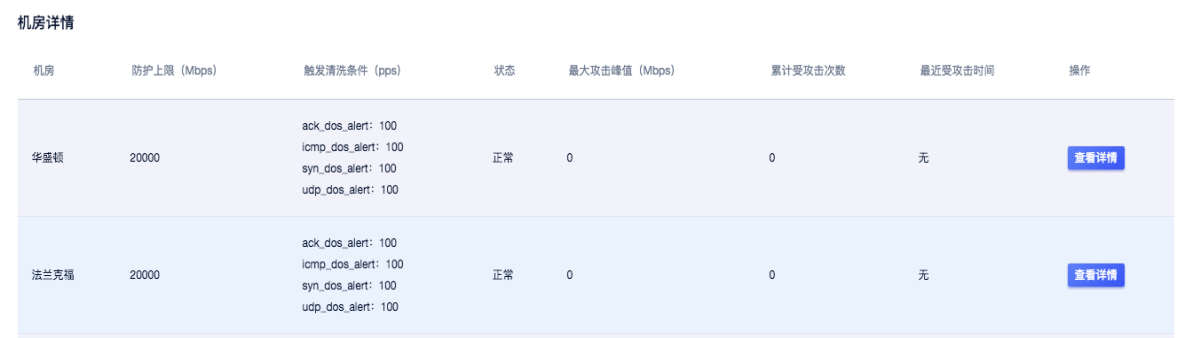 机房详情
机房 防护上限（Mbps） 触发清洗条件（pps） 状态 最大攻击峰值（Mbps） 累计受攻击次数 最近受攻击时间 操作
ack_dos_alert：100
icmp_dos_alert：100
华盛顿 20000 正常 0 0 无 查看详情
syn_dos_alert：100
udp_dos_alert：100
ack_dos_alert：100
icmp_dos_alert：100
法兰克福 20000 正常 0 0 无 查看详情
syn_dos_alert：100
udp_dos_alert：100